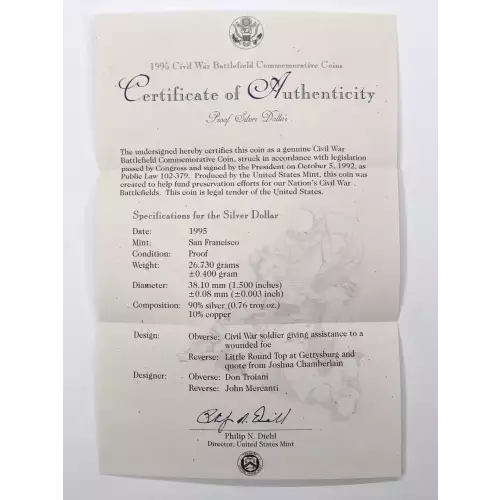 1995 Civil War Battlefield Commemorative Coins
Certificate of Authenticity
Proof Silver Dollar
The undersigned hereby certifies this coin as a genuine Civil War
Battlefield Commemorative Coin, struck in accordance with legislation
passed by Congress and signed by the President on October 5, 1992, as
Public Law 102-379. Produced by the United States Mint, this coin was
created to help fund preservation efforts for our Nation's Civil War
Battlefields. This coin is legal tender of the United States.
Specifications for the Silver Dollar
Date: 1995
Mint: San Francisco
Condition: Proof
Weight: 26.730 grams
±0.400 gram
Diameter: 38.10 mm (1.500 inches)
±0.08 mm (±0.003 inch)
Composition: 90% silver (0.76 troy oz.)
10% copper
Design: Obverse: Civil War soldier giving assistance to a
wounded foe
Reverse: Little Round Top at Gettysburg and
quote from Joshua Chamberlain
Designer: Obverse: Don Troiani
Reverse: John Mercanti
Philip N. Diehl
Philip N. Diehl
Director, United States Mint